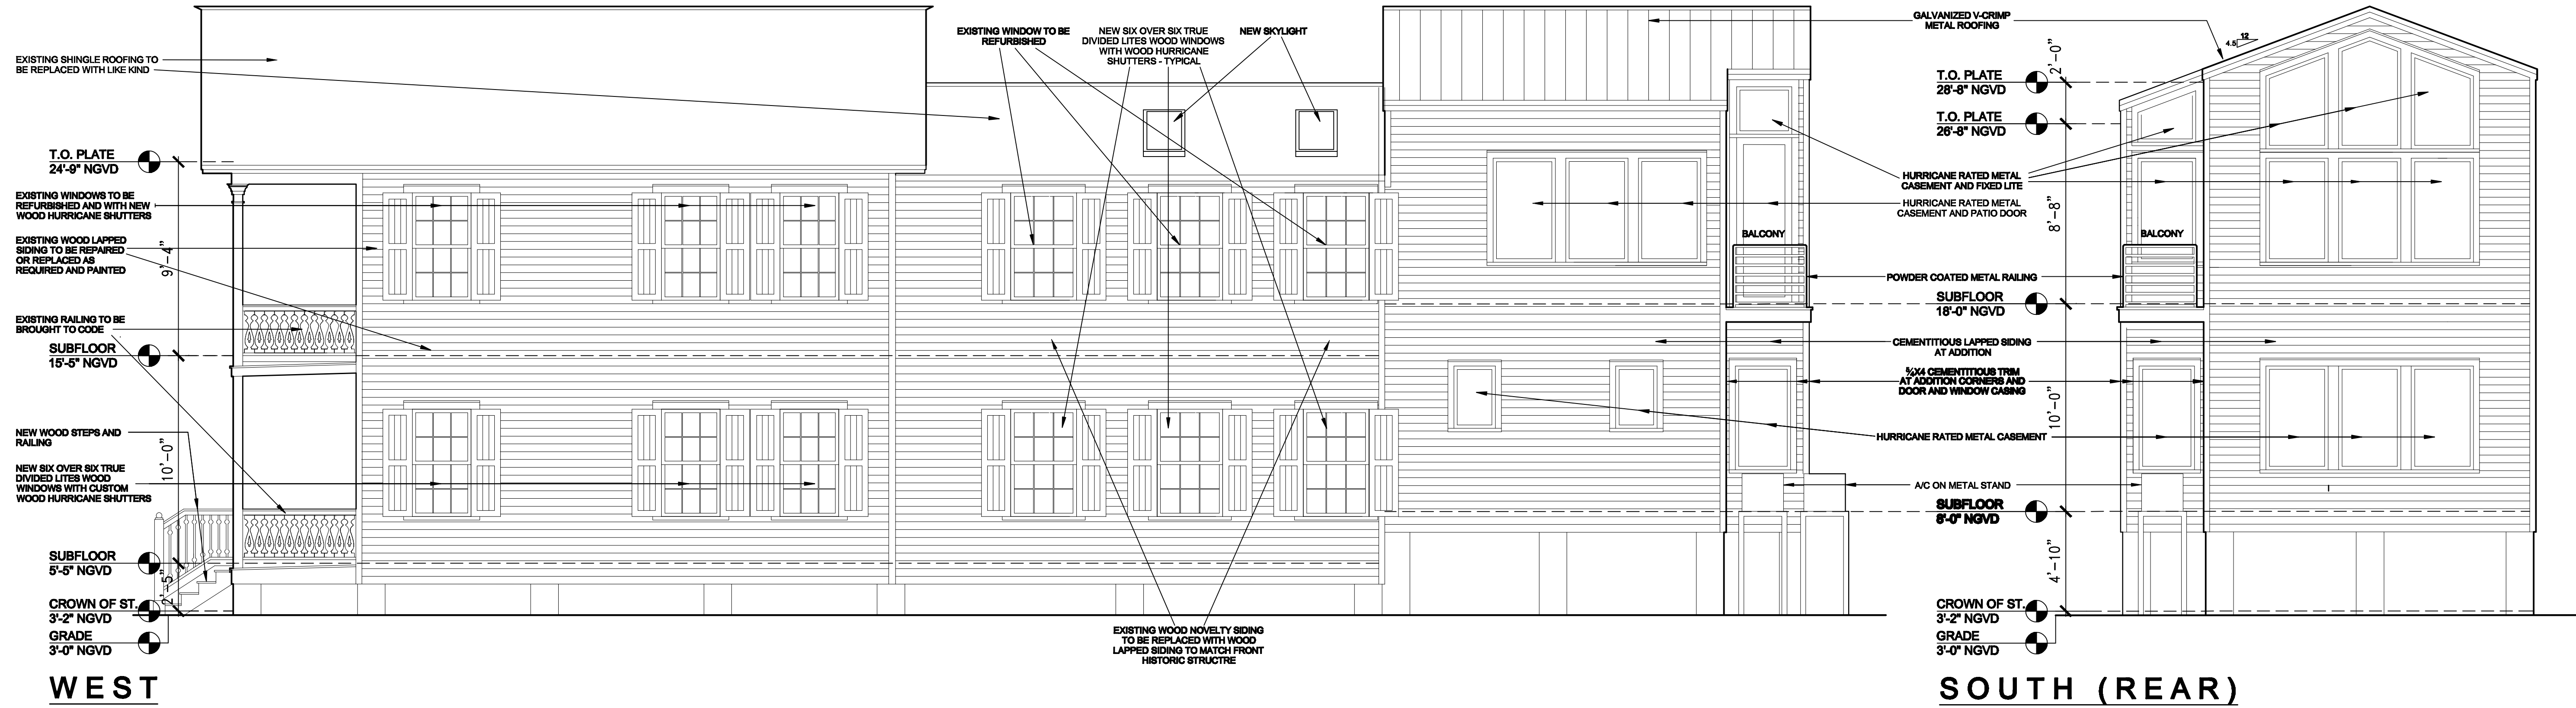 EXISTING SHINGLE ROOFING TO
BE REPLACED WITH LIKE KIND
T.O. PLATE
24'-9" NGVD
EXISTING WINDOWS TO BE
REFURBISHED AND WITH NEW
WOOD HURRICANE SHUTTERS
EXISTING WOOD LAPPED
SIDING TO BE REPAIRED
OR REPLACED AS
REQUIRED AND PAINTED
9'-4"
EXISTING RAILING TO BE
BROUGHT TO CODE
SUBFLOOR
15'-5" NGVD
NEW WOOD STEPS AND
RAILING
10'-0"
NEW SIX OVER SIX TRUE
DIVIDED LITES WOOD
WINDOWS WITH CUSTOM
WOOD HURRICANE SHUTTERS
SUBFLOOR
5'-5" NGVD
2'-5"
CROWN OF ST.
3'-2" NGVD
GRADE
3'-0" NGVD
WEST
EXISTING WINDOW TO BE
REFURBISHED
NEW SIX OVER SIX TRUE
DIVIDED LITES WOOD WINDOWS
WITH WOOD HURRICANE
SHUTTERS - TYPICAL
NEW SKYLIGHT
EXISTING WOOD NOVELTY SIDING
TO BE REPLACED WITH WOOD
LAPPED SIDING TO MATCH FRONT
HISTORIC STRUCTRE
BALCONY
GALVANIZED V-CRIMP
METAL ROOFING
12
4.5
2'-0"
T.O. PLATE
28'-8" NGVD
T.O. PLATE
26'-8" NGVD
HURRICANE RATED METAL
CASEMENT AND FIXED LITE
HURRICANE RATED METAL
CASEMENT AND PATIO DOOR
8'-8"
BALCONY
POWDER COATED METAL RAILING
SUBFLOOR
18'-0" NGVD
CEMENTITIOUS LAPPED SIDING
AT ADDITION
5/4X4 CEMENTITIOUS TRIM
AT ADDITION CORNERS AND
DOOR AND WINDOW CASING
10'-0"
HURRICANE RATED METAL CASEMENT
A/C ON METAL STAND
SUBFLOOR
8'-0" NGVD
4'-10"
CROWN OF ST.
3'-2" NGVD
GRADE
3'-0" NGVD
SOUTH (REAR)